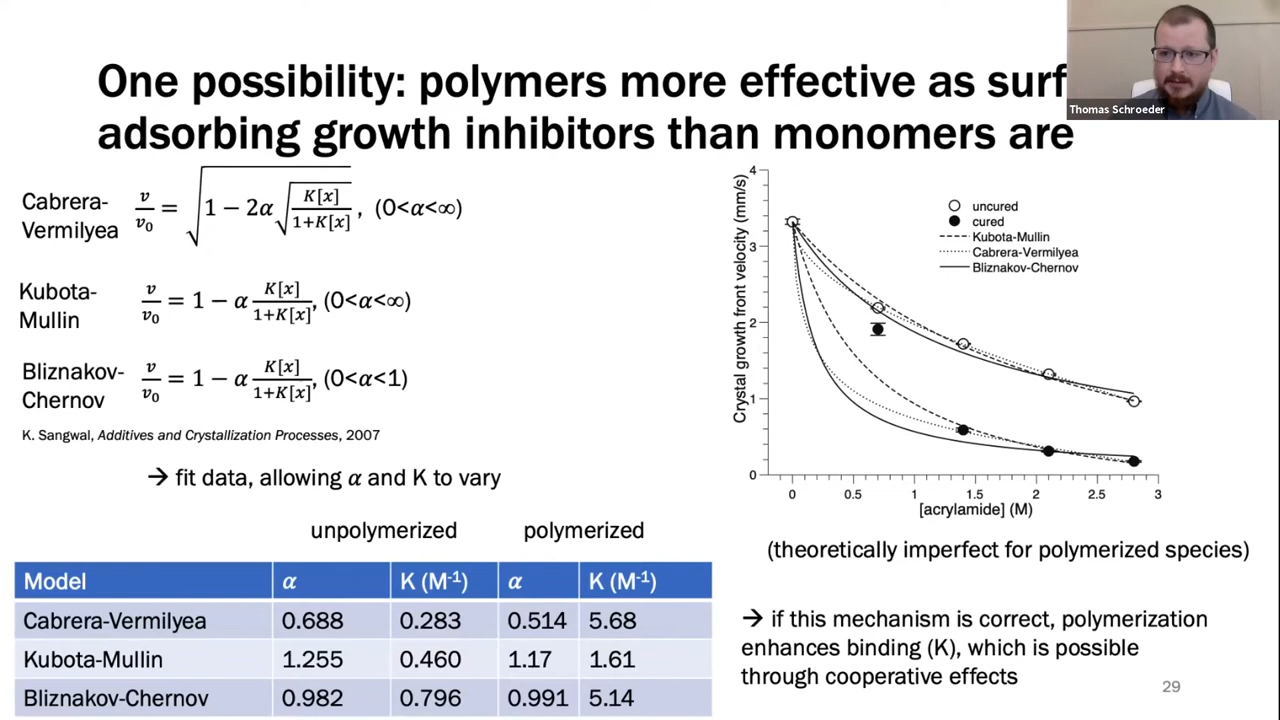 One possibility: polymers more effective as surf
adsorbing growth inhibitors than monomers are
Thomas Schroeder
Cabrera-
Vermilyea
v/v₀ = √(1 − 2α√(K[x]/(1+K[x]))), (0<α<∞)
Kubota-
Mullin
v/v₀ = 1 − α K[x]/(1+K[x]), (0<α<∞)
Bliznakov-
Chernov
v/v₀ = 1 − α K[x]/(1+K[x]), (0<α<1)
K. Sangwal, Additives and Crystallization Processes, 2007
→ fit data, allowing α and K to vary
unpolymerized polymerized
Model α K (M⁻¹) α K (M⁻¹)
Cabrera-Vermilyea 0.688 0.283 0.514 5.68
Kubota-Mullin 1.255 0.460 1.17 1.61
Bliznakov-Chernov 0.982 0.796 0.991 5.14
Crystal growth front velocity (mm/s)
4
3
2
1
0
uncured
cured
Kubota-Mullin
Cabrera-Vermilyea
Bliznakov-Chernov
0 0.5 1 1.5 2 2.5 3
[acrylamide] (M)
(theoretically imperfect for polymerized species)
→ if this mechanism is correct, polymerization
enhances binding (K), which is possible
through cooperative effects
29